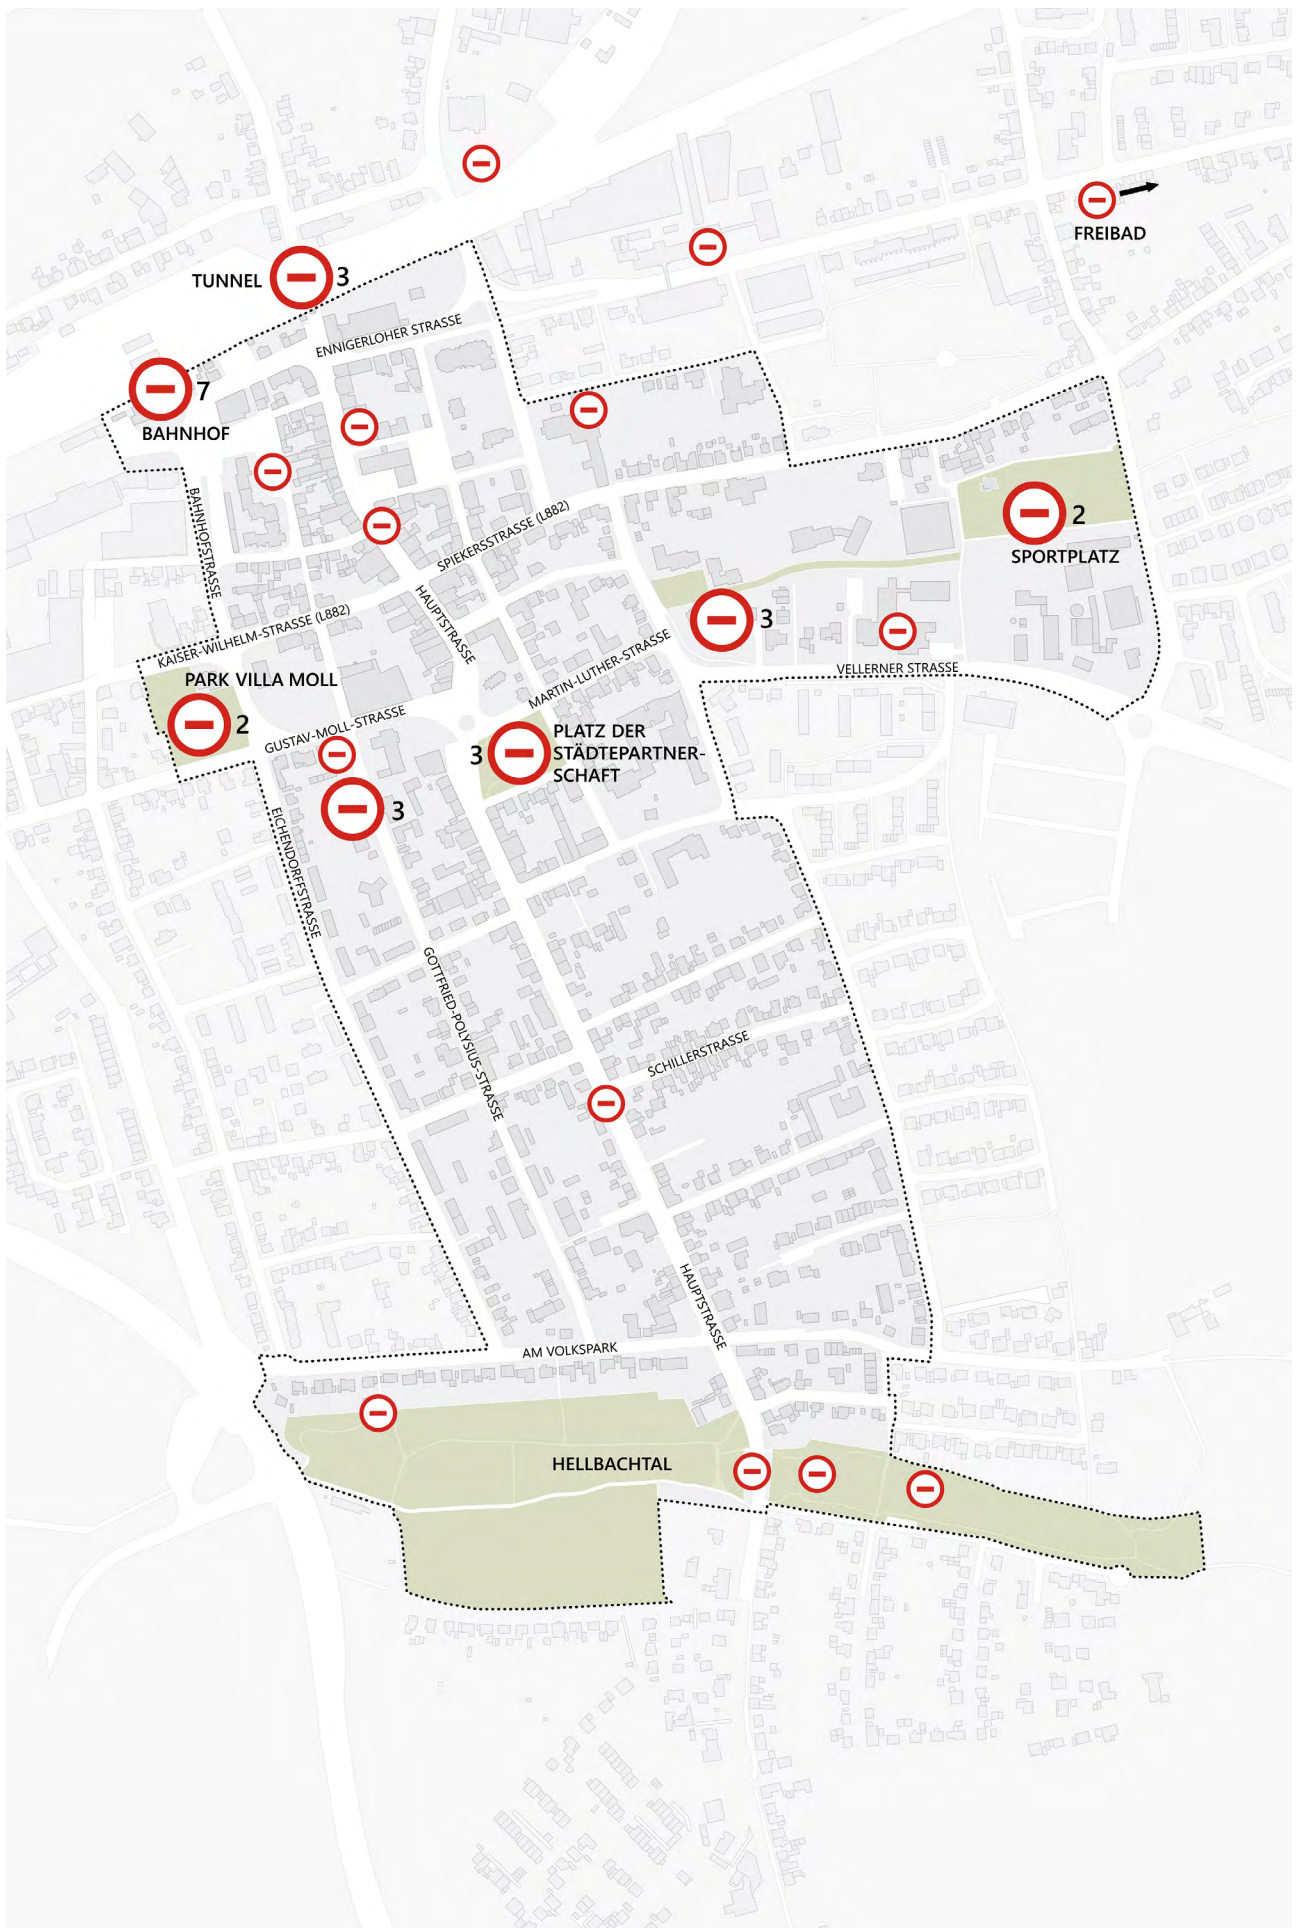 FREIBAD
TUNNEL
3
ENNIGERLOHER STRASSE
7
BAHNHOF
BAHNHOFSTRASSE
SPIEKERSSTRASSE (L882)
2
SPORTPLATZ
HAUPTSTRASSE
KAISER-WILHELM-STRASSE (L882)
3
MARTIN-LUTHER-STRASSE
VELLERNER STRASSE
PARK VILLA MOLL
2
GUSTAV-MOLL-STRASSE
3
PLATZ DER
STÄDTEPARTNER-
SCHAFT
3
EICHENDORFFSTRASSE
GOTTFRIED-POLYSIUS-STRASSE
SCHILLERSTRASSE
HAUPTSTRASSE
AM VOLKSPARK
HELLBACHTAL